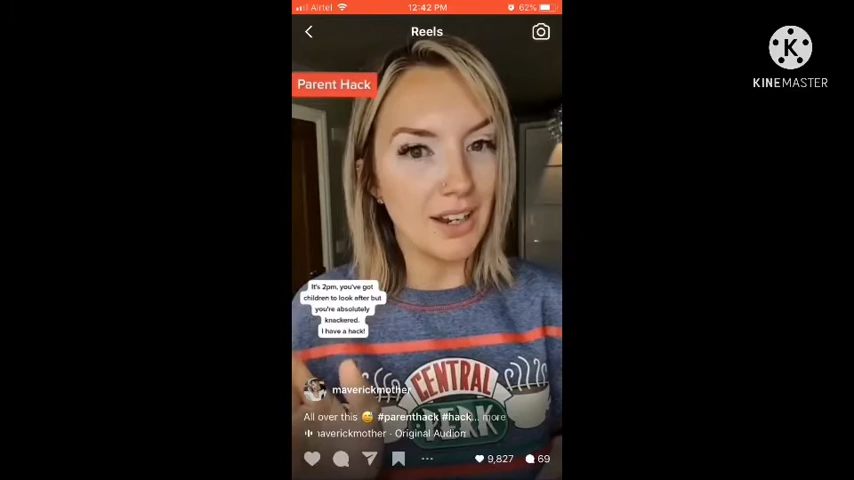 Airtel
12:42 PM
62%
Reels
Parent Hack
K
KINEMASTER
It's 2pm, you've got
children to look after but
you're absolutely
knackered.
I have a hack!
CENTRAL
PERK
maverickmother
All over this 😅 #parenthack #hack... more
maverickmother · Original Audio
9,827
69